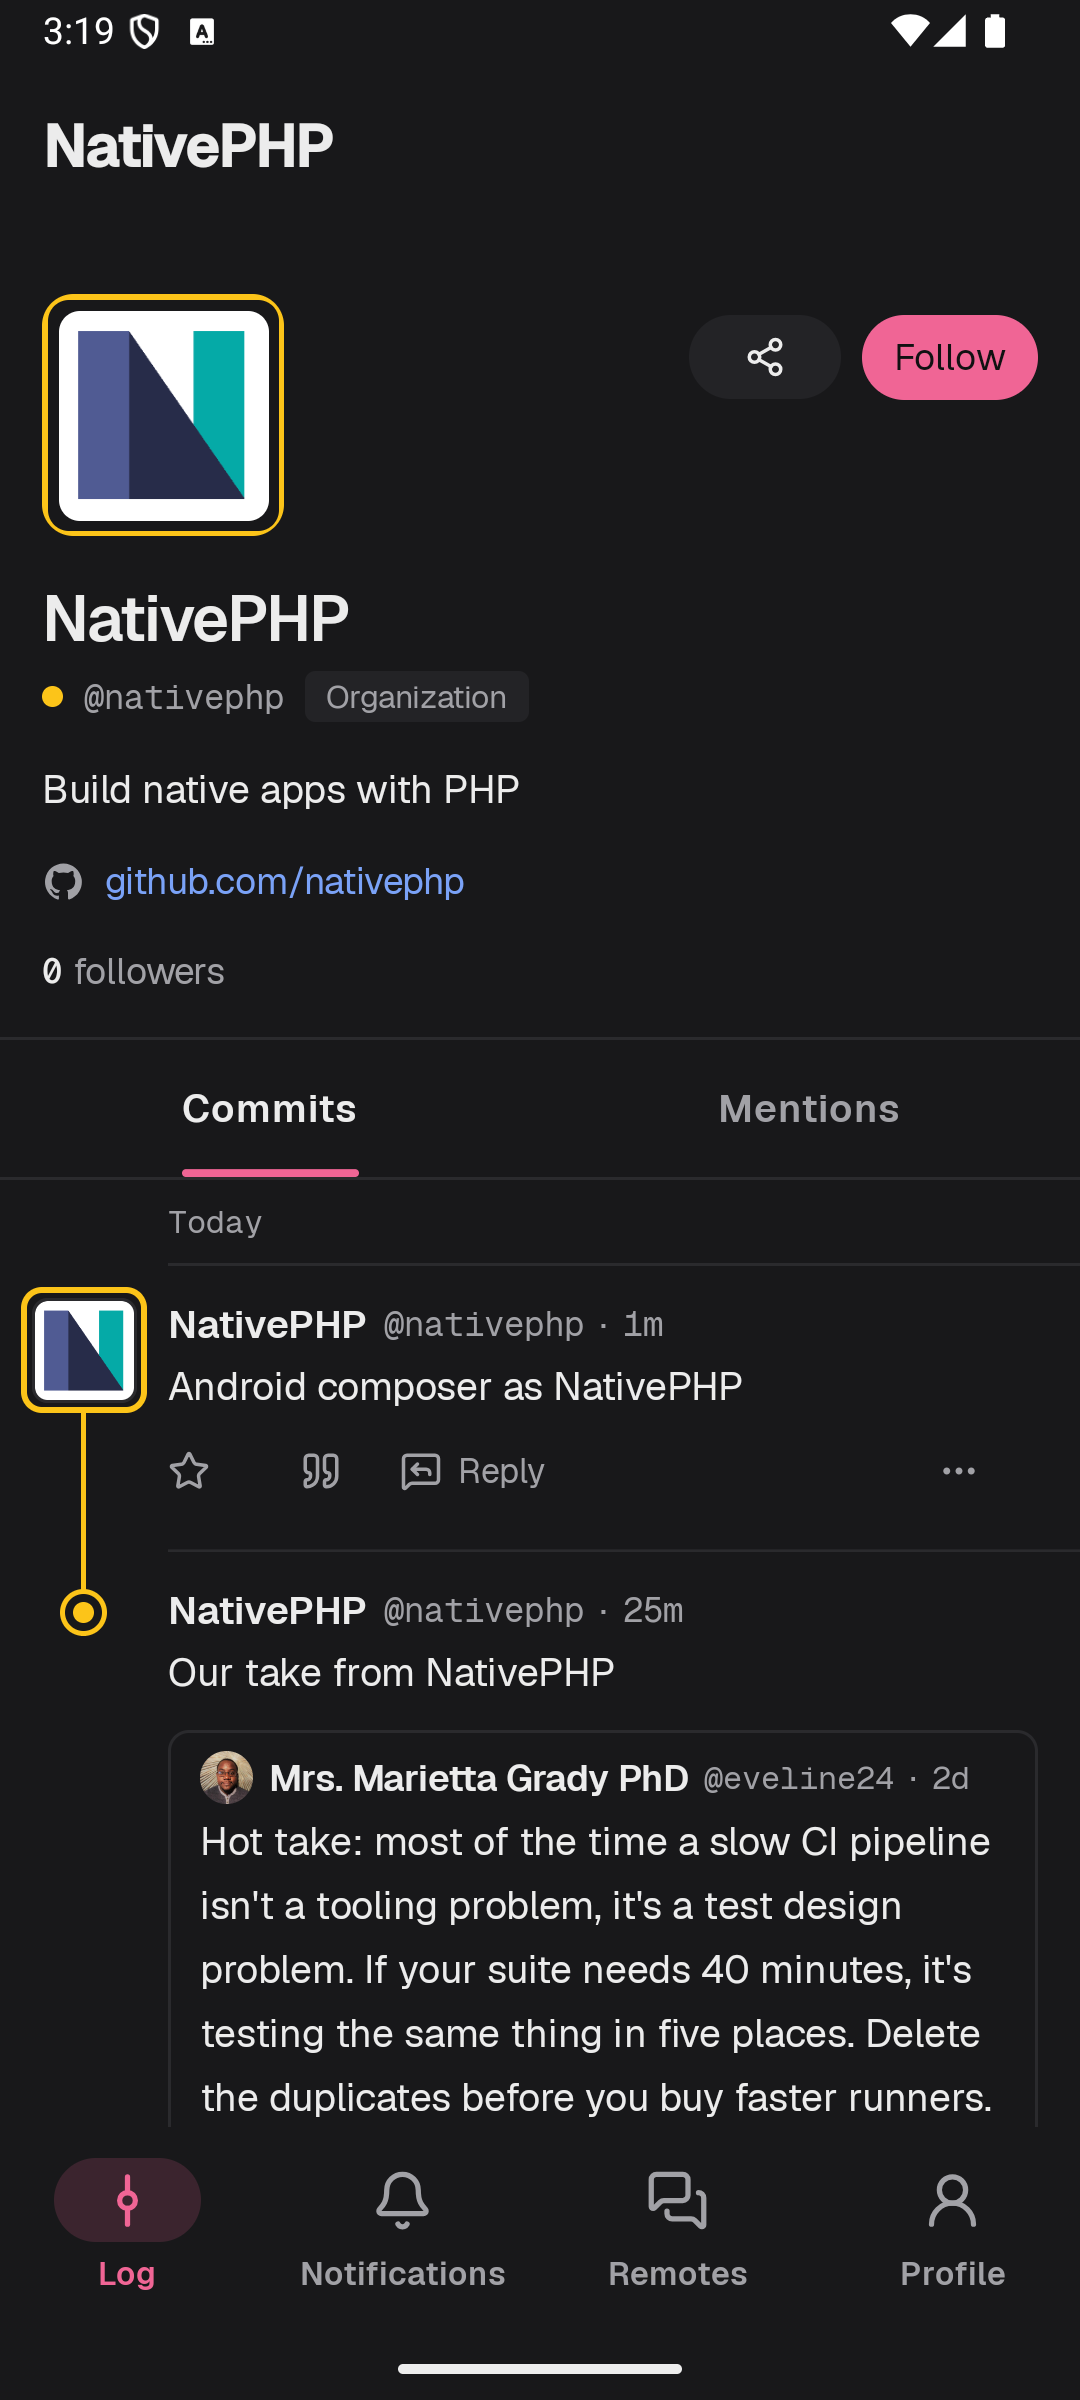 3:19
NativePHP
Follow
NativePHP
@nativephp Organization
Build native apps with PHP
github.com/nativephp
0 followers
Commits Mentions
Today
NativePHP @nativephp · 1m
Android composer as NativePHP
Reply
NativePHP @nativephp · 25m
Our take from NativePHP
Mrs. Marietta Grady PhD @eveline24 · 2d
Hot take: most of the time a slow CI pipeline
isn't a tooling problem, it's a test design
problem. If your suite needs 40 minutes, it's
testing the same thing in five places. Delete
the duplicates before you buy faster runners.
Log Notifications Remotes Profile